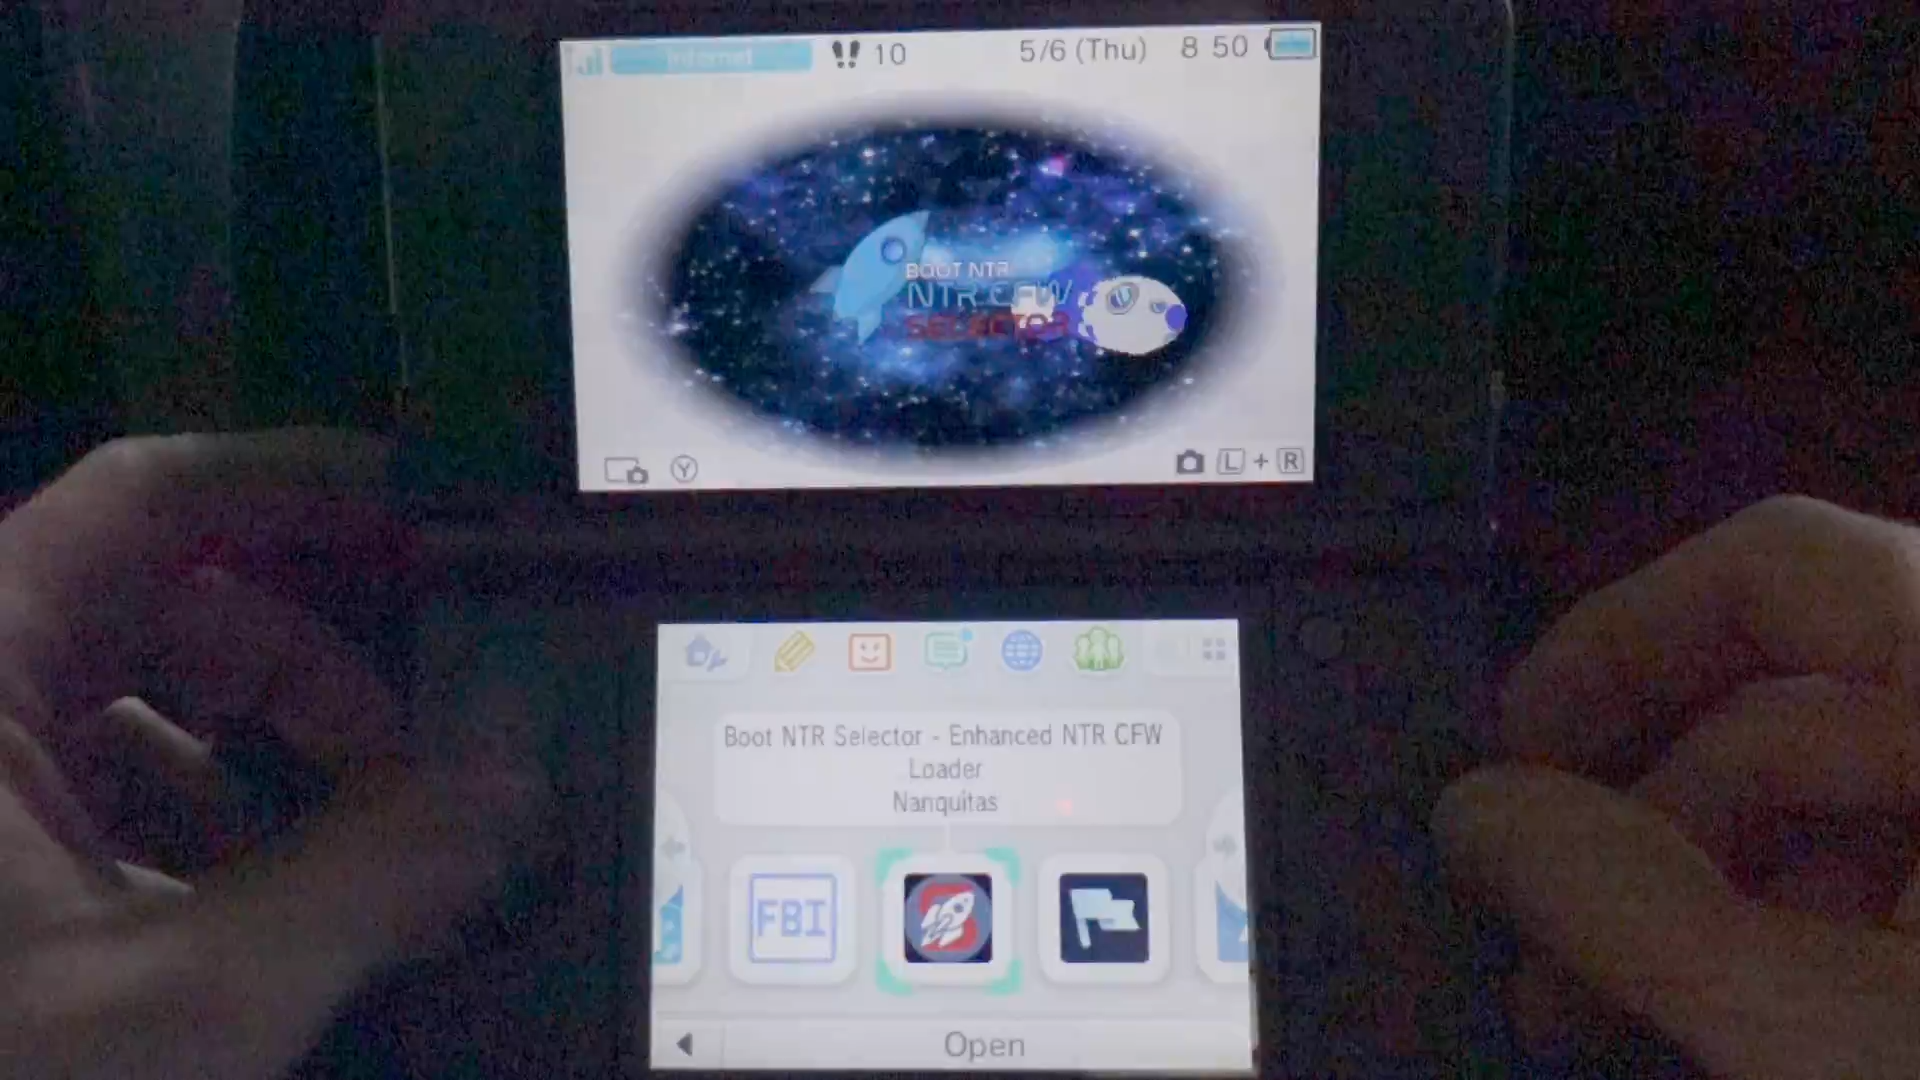 Internet
10
5/6 (Thu)
8 50
BOOT NTR
NTR CFW
SELECTOR
Y
L + R
Boot NTR Selector - Enhanced NTR CFW
Loader
Nanquitas
FBI
Open